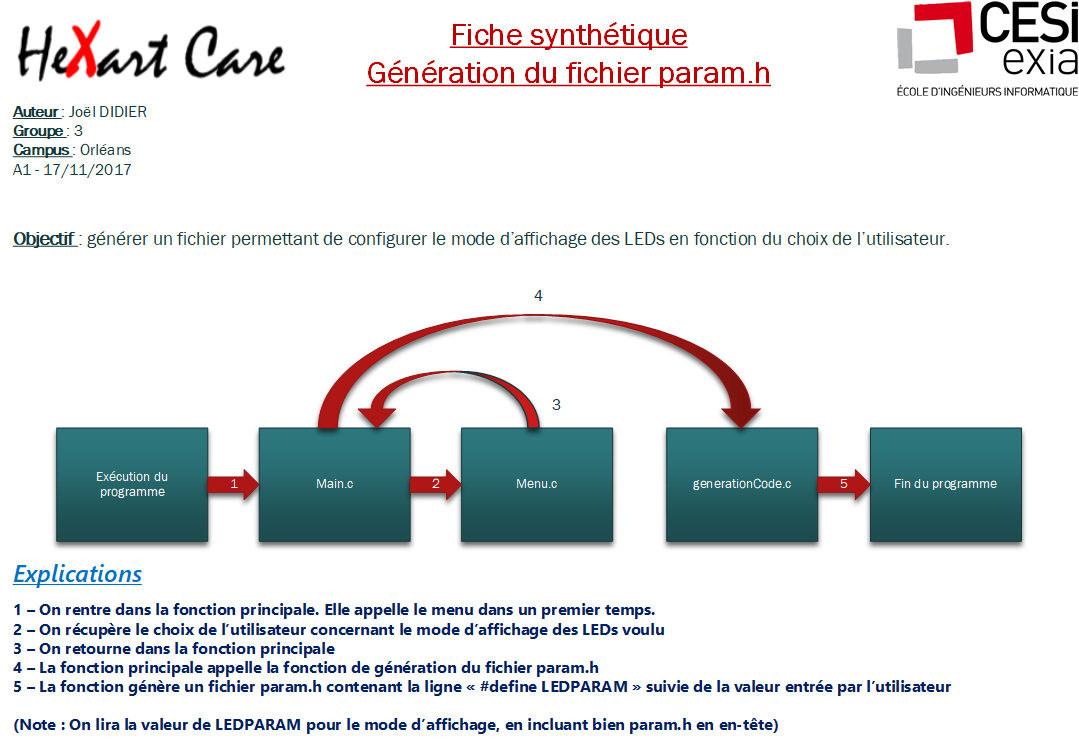 HeXart Care
Fiche synthétique
Génération du fichier param.h
CESi
exia
ÉCOLE D'INGÉNIEURS INFORMATIQUE
Auteur : Joël DIDIER
Groupe : 3
Campus : Orléans
A1 - 17/11/2017
Objectif : générer un fichier permettant de configurer le mode d'affichage des LEDs en fonction du choix de l'utilisateur.
4
3
Exécution du
programme
1
Main.c
2
Menu.c
generationCode.c
5
Fin du programme
Explications
1 – On rentre dans la fonction principale. Elle appelle le menu dans un premier temps.
2 – On récupère le choix de l'utilisateur concernant le mode d'affichage des LEDs voulu
3 – On retourne dans la fonction principale
4 – La fonction principale appelle la fonction de génération du fichier param.h
5 – La fonction génère un fichier param.h contenant la ligne « #define LEDPARAM » suivie de la valeur entrée par l'utilisateur
(Note : On lira la valeur de LEDPARAM pour le mode d'affichage, en incluant bien param.h en en-tête)